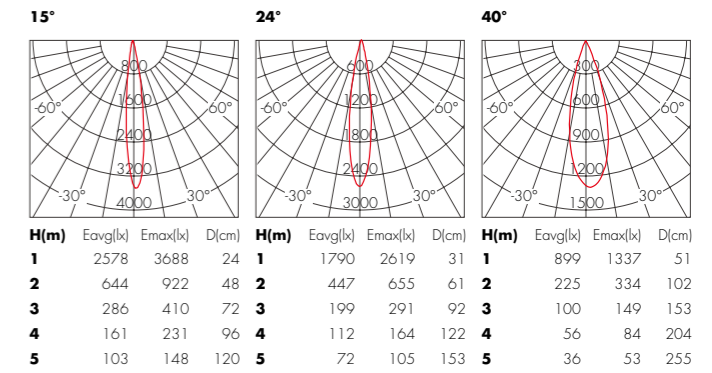 15° 24° 40°
800 600 300
1600 1200 600
-60° 60° -60° 60° -60° 60°
2400 1800 900
3200 2400 1200
-30° 30° -30° 30° -30° 30°
4000 3000 1500
H(m) Eavg(lx) Emax(lx) D(cm) H(m) Eavg(lx) Emax(lx) D(cm) H(m) Eavg(lx) Emax(lx) D(cm)
1 2578 3688 24 1 1790 2619 31 1 899 1337 51
2 644 922 48 2 447 655 61 2 225 334 102
3 286 410 72 3 199 291 92 3 100 149 153
4 161 231 96 4 112 164 122 4 56 84 204
5 103 148 120 5 72 105 153 5 36 53 255